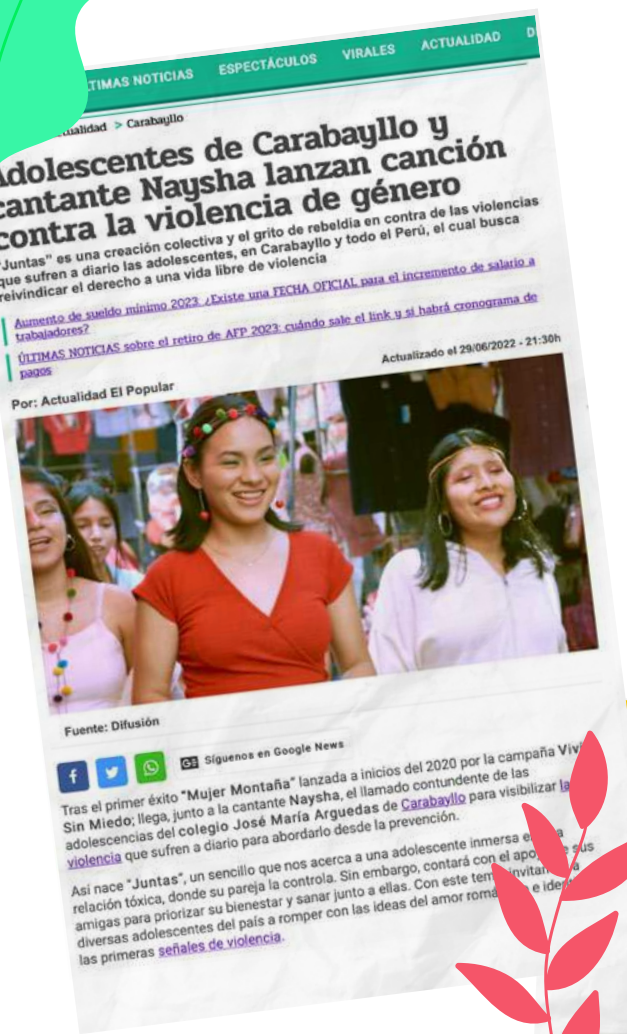 TIMAS NOTICIAS ESPECTÁCULOS VIRALES ACTUALIDAD D
ualidad > Carabayllo
Adolescentes de Carabayllo y
cantante Naysha lanzan canción
contra la violencia de género
"Juntas" es una creación colectiva y el grito de rebeldía en contra de las violencias
que sufren a diario las adolescentes, en Carabayllo y todo el Perú, el cual busca
reivindicar el derecho a una vida libre de violencia
Aumento de sueldo mínimo 2023: ¿Existe una FECHA OFICIAL para el incremento de salario a
trabajadores?
ÚLTIMAS NOTICIAS sobre el retiro de AFP 2023: cuándo sale el link y si habrá cronograma de
pagos
Actualizado el 29/06/2022 - 21:30h
Por: Actualidad El Popular
Fuente: Difusión
Síguenos en Google News
Tras el primer éxito "Mujer Montaña" lanzada a inicios del 2020 por la campaña Vivi
Sin Miedo; llega, junto a la cantante Naysha, el llamado contundente de las
adolescencias del colegio José María Arguedas de Carabayllo para visibilizar la
violencia que sufren a diario para abordarlo desde la prevención.
Así nace "Juntas", un sencillo que nos acerca a una adolescente inmersa e a
relación tóxica, donde su pareja la controla. Sin embargo, contará con el apo e sus
amigas para priorizar su bienestar y sanar junto a ellas. Con este tem invitan a
diversas adolescentes del país a romper con las ideas del amor romá e iden
las primeras señales de violencia.